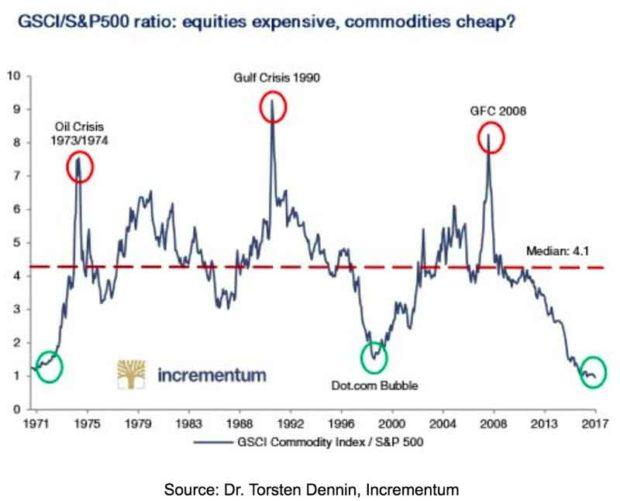 GSCI/S&P500 ratio: equities expensive, commodities cheap?
10
9
8
7
6
5
4
3
2
1
0
Oil Crisis
1973/1974
Gulf Crisis 1990
GFC 2008
Median: 4.1
incrementum
Dot.com Bubble
1971 1975 1979 1983 1988 1992 1996 2000 2004 2008 2013 2017
GSCI Commodity Index / S&P 500
Source: Dr. Torsten Dennin, Incrementum